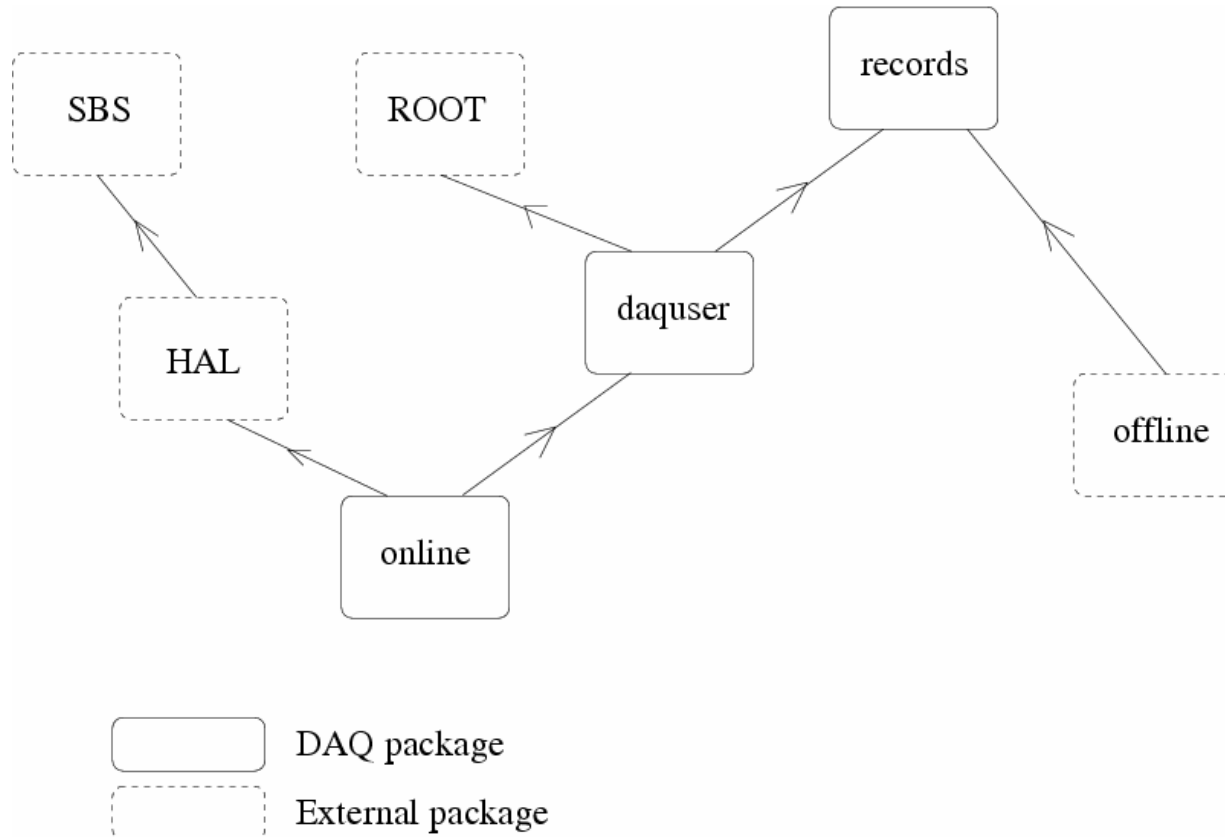 records
SBS
ROOT
daquser
HAL
offline
online
DAQ package
External package